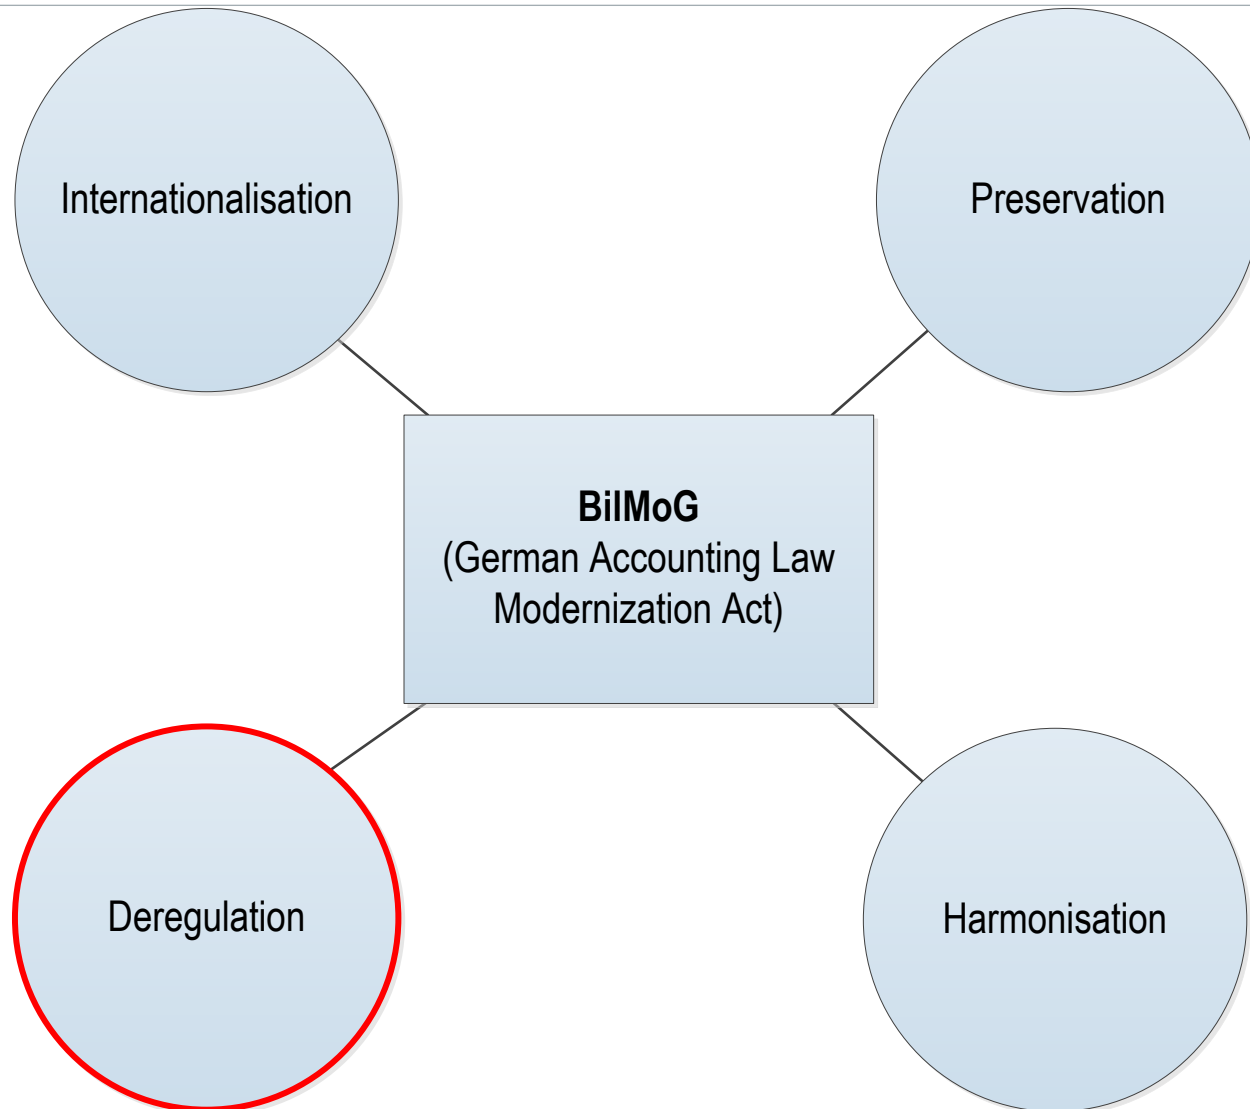 Internationalisation
Preservation
BilMoG
(German Accounting Law
Modernization Act)
Deregulation
Harmonisation